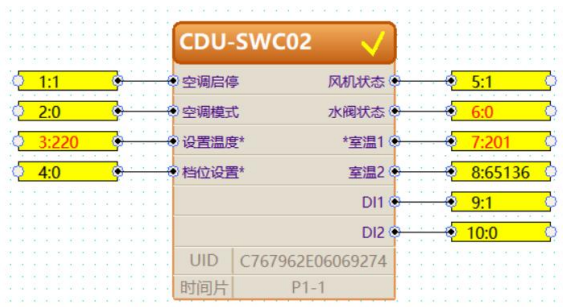 CDU-SWC02
1:1 空调启停 风机状态 5:1
2:0 空调模式 水阀状态 6:0
3:220 设置温度* *室温1 7:201
4:0 档位设置* 室温2 8:65136
DI1 9:1
DI2 10:0
UID C767962E06069274
时间片 P1-1